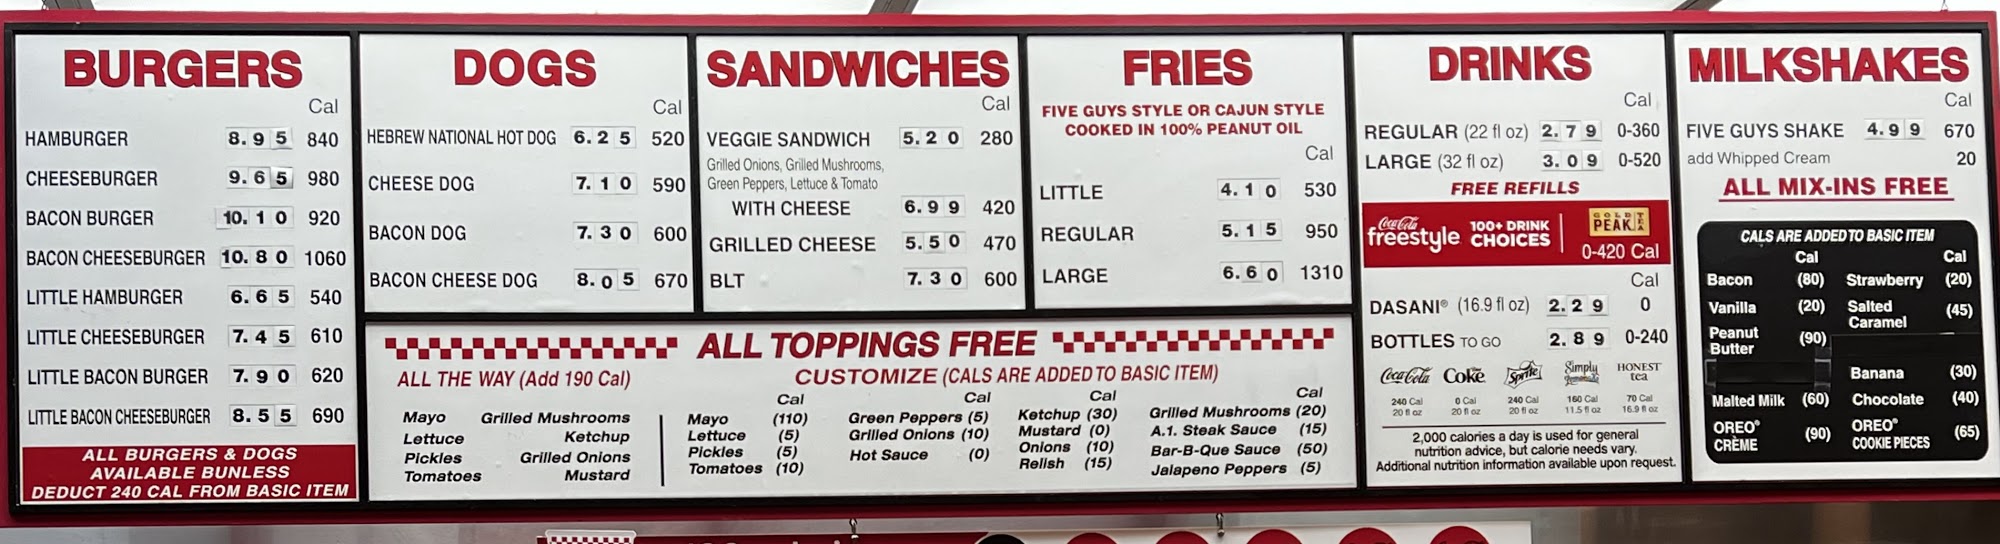 BURGERS
Cal
HAMBURGER 8.95 840
CHEESEBURGER 9.65 980
BACON BURGER 10.10 920
BACON CHEESEBURGER 10.80 1060
LITTLE HAMBURGER 6.65 540
LITTLE CHEESEBURGER 7.45 610
LITTLE BACON BURGER 7.90 620
LITTLE BACON CHEESEBURGER 8.55 690
ALL BURGERS & DOGS
AVAILABLE BUNLESS
DEDUCT 240 CAL FROM BASIC ITEM
DOGS
Cal
HEBREW NATIONAL HOT DOG 6.25 520
CHEESE DOG 7.10 590
BACON DOG 7.30 600
BACON CHEESE DOG 8.05 670
SANDWICHES
Cal
VEGGIE SANDWICH 5.20 280
Grilled Onions, Grilled Mushrooms,
Green Peppers, Lettuce & Tomato
WITH CHEESE 6.99 420
GRILLED CHEESE 5.50 470
BLT 7.30 600
FRIES
FIVE GUYS STYLE OR CAJUN STYLE
COOKED IN 100% PEANUT OIL
Cal
LITTLE 4.10 530
REGULAR 5.15 950
LARGE 6.60 1310
ALL TOPPINGS FREE
ALL THE WAY (Add 190 Cal)
Mayo Grilled Mushrooms
Lettuce Ketchup
Pickles Grilled Onions
Tomatoes Mustard
CUSTOMIZE (CALS ARE ADDED TO BASIC ITEM)
Cal Cal Cal Cal
Mayo (110) Green Peppers (5) Ketchup (30) Grilled Mushrooms (20)
Lettuce (5) Grilled Onions (10) Mustard (0) A.1. Steak Sauce (15)
Pickles (5) Hot Sauce (0) Onions (10) Bar-B-Que Sauce (50)
Tomatoes (10) Relish (15) Jalapeno Peppers (5)
DRINKS
Cal
REGULAR (22 fl oz) 2.79 0-360
LARGE (32 fl oz) 3.09 0-520
FREE REFILLS
Coca-Cola freestyle 100+ DRINK CHOICES GOLD PEAK TEA
0-420 Cal
Cal
DASANI® (16.9 fl oz) 2.29 0
BOTTLES TO GO 2.89 0-240
Coca-Cola Coke Sprite Simply Lemonade HONEST tea
240 Cal 0 Cal 240 Cal 160 Cal 70 Cal
20 fl oz 20 fl oz 20 fl oz 11.5 fl oz 16.9 fl oz
2,000 calories a day is used for general
nutrition advice, but calorie needs vary.
Additional nutrition information available upon request.
MILKSHAKES
Cal
FIVE GUYS SHAKE 4.99 670
add Whipped Cream 20
ALL MIX-INS FREE
CALS ARE ADDED TO BASIC ITEM
Cal Cal
Bacon (80) Strawberry (20)
Vanilla (20) Salted Caramel (45)
Peanut Butter (90)
Banana (30)
Malted Milk (60) Chocolate (40)
OREO® CRÈME (90) OREO® COOKIE PIECES (65)